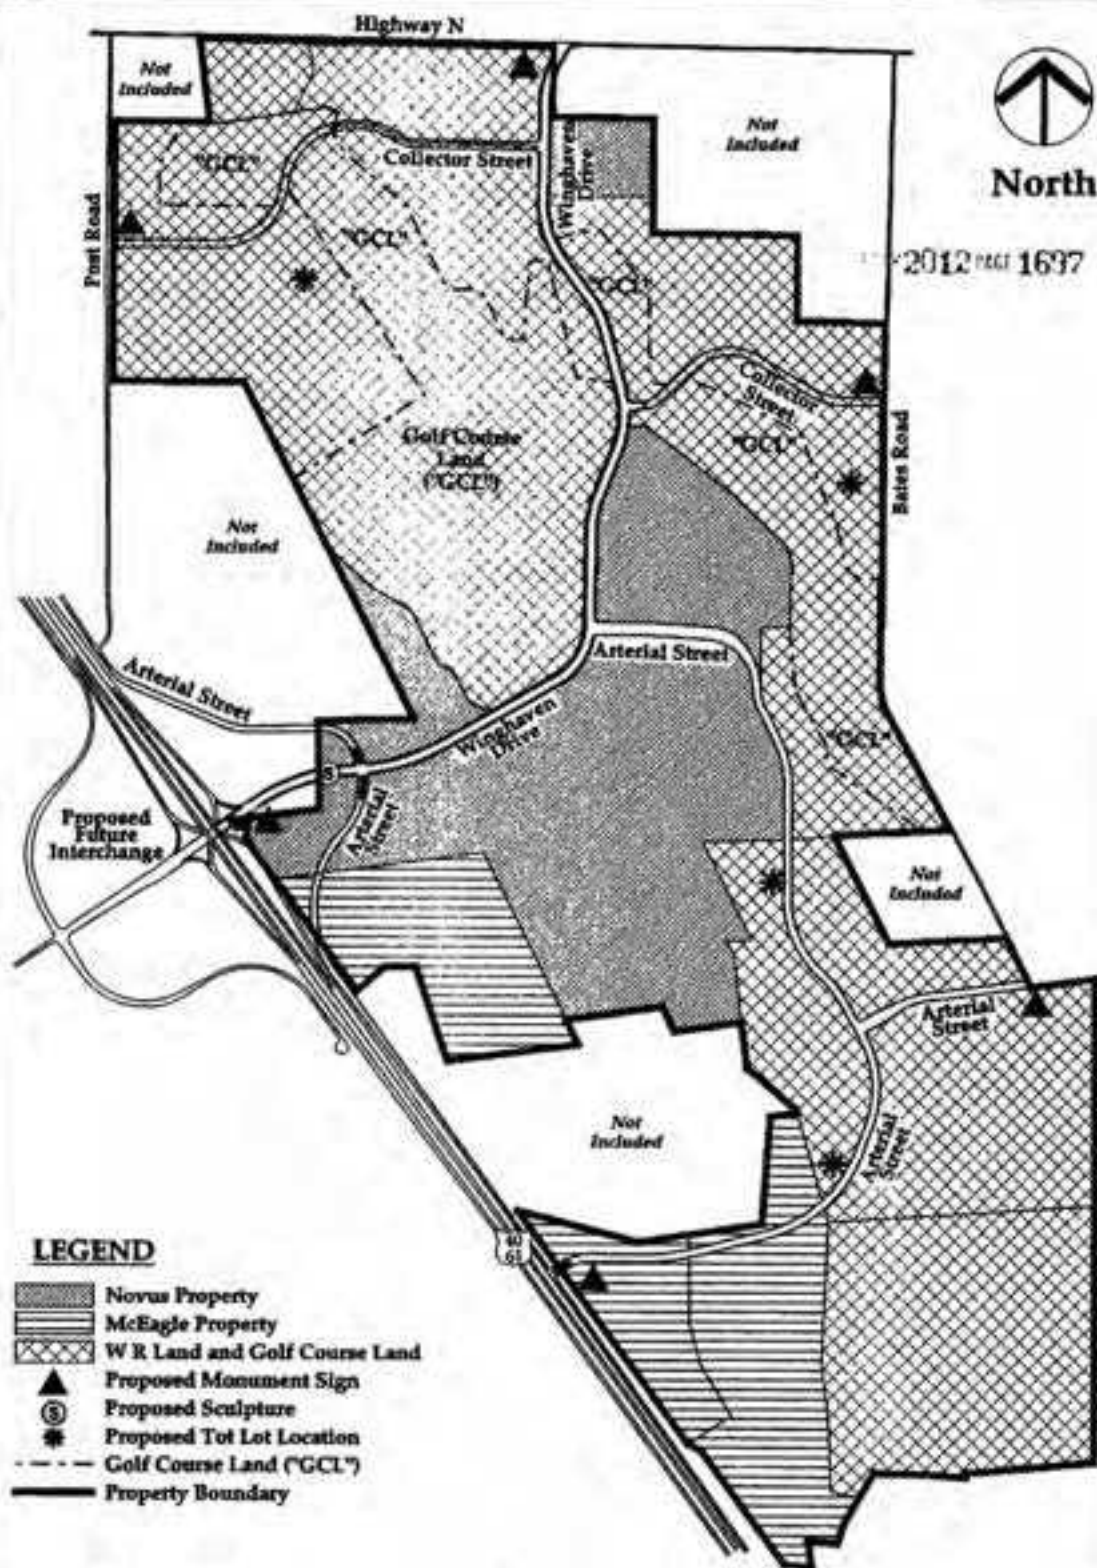 Highway N
Not
Included
"GCL"
Collector Street
Winghaven
Drive
Not
Included
North
2012 PAGE 1697
Post Road
"GCL"
"GCL"
Collector
Street
"GCL"
Bates Road
Golf Course
Land
("GCL")
Not
Included
Arterial Street
Arterial Street
Winghaven
Drive
"GCL"
Proposed
Future
Interchange
S
Arterial
Street
Not
Included
Arterial
Street
Not
Included
Arterial
Street
40
61
LEGEND
Novus Property
McEagle Property
W R Land and Golf Course Land
Proposed Monument Sign
S
Proposed Sculpture
Proposed Tot Lot Location
Golf Course Land ("GCL")
Property Boundary